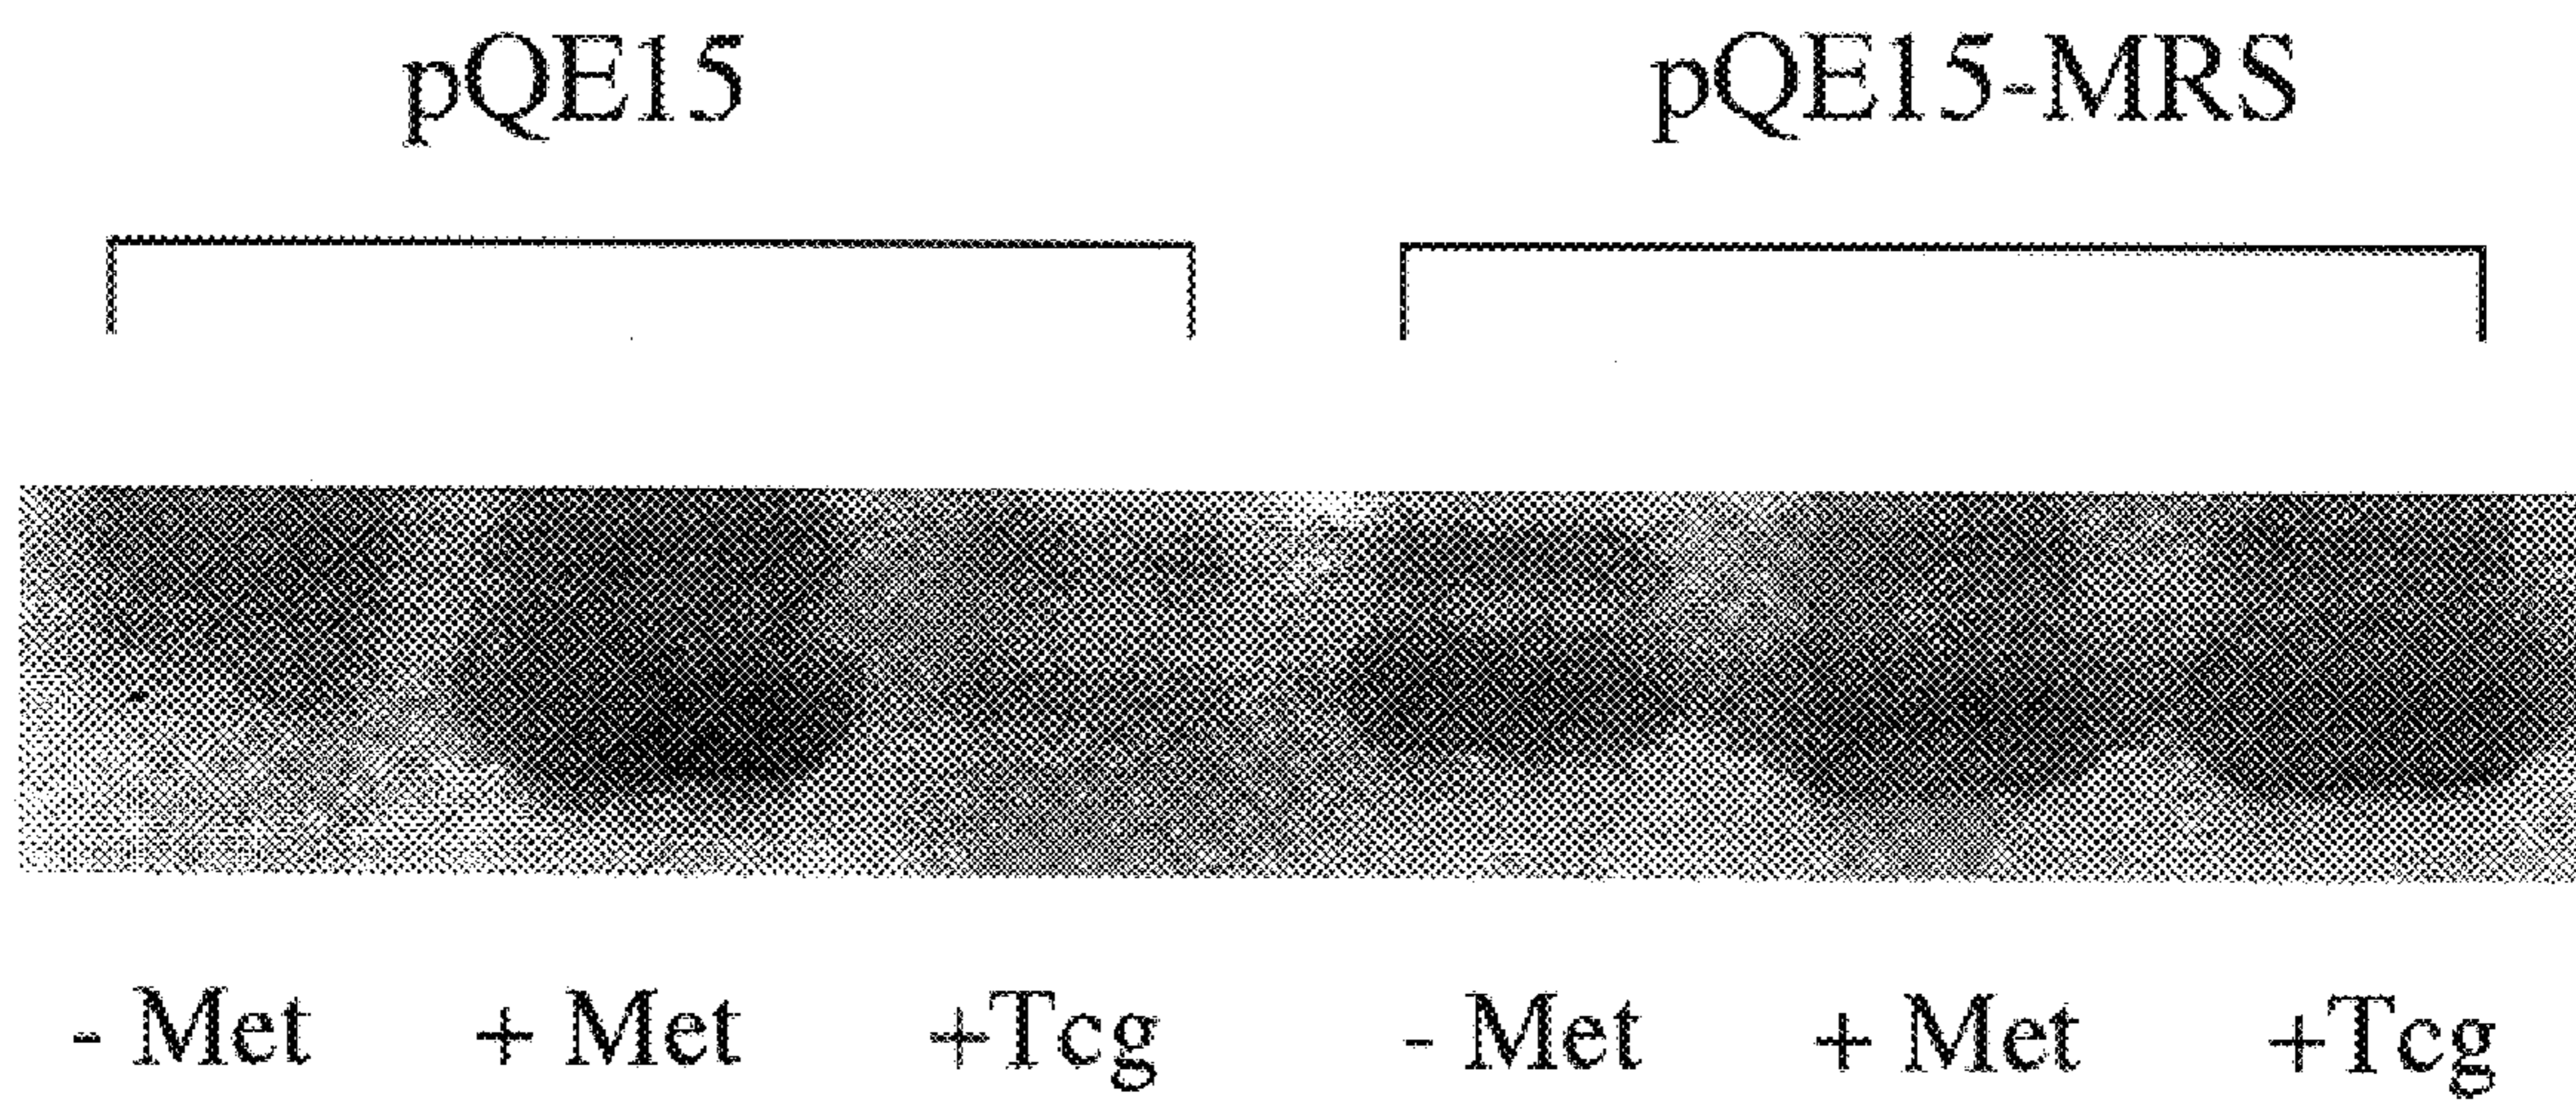 pQE15 pQE15-MRS
- Met + Met +Tcg - Met + Met +Tcg